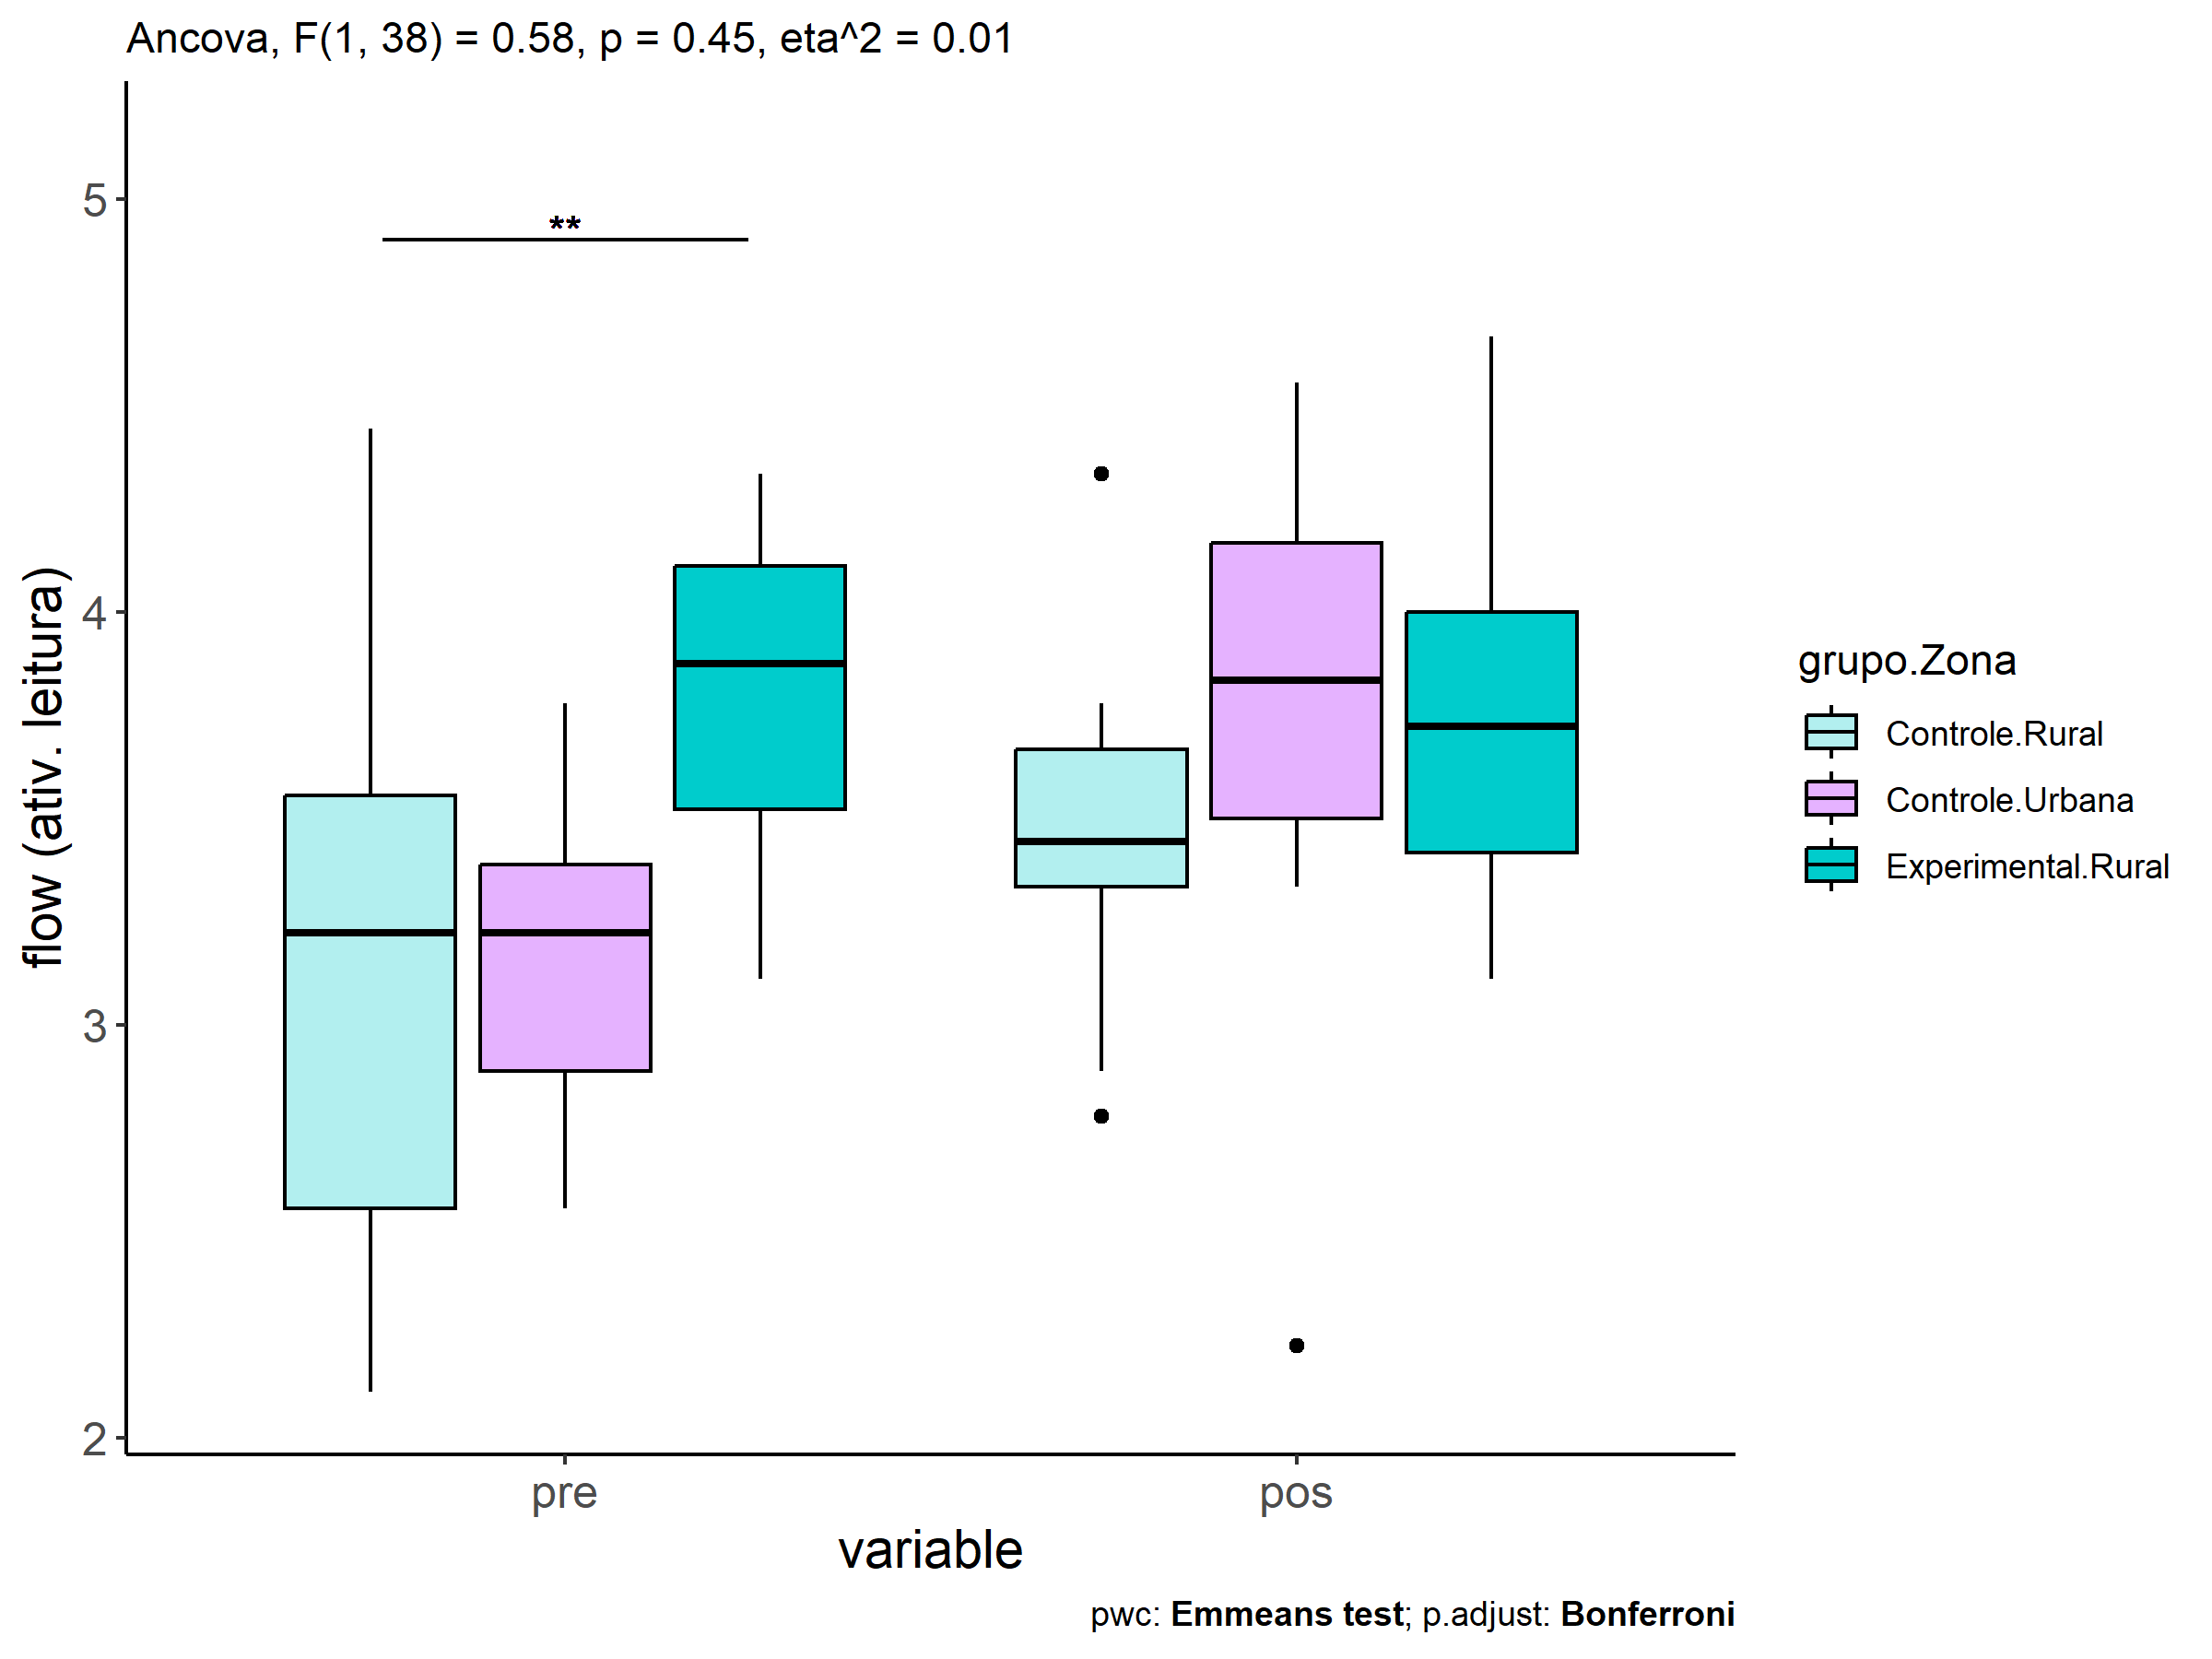 Ancova, F(1, 38) = 0.58, p = 0.45, eta^2 = 0.01
5
4
3
2
flow (ativ. leitura)
**
pre
pos
variable
grupo.Zona
Controle.Rural
Controle.Urbana
Experimental.Rural
pwc: Emmeans test; p.adjust: Bonferroni